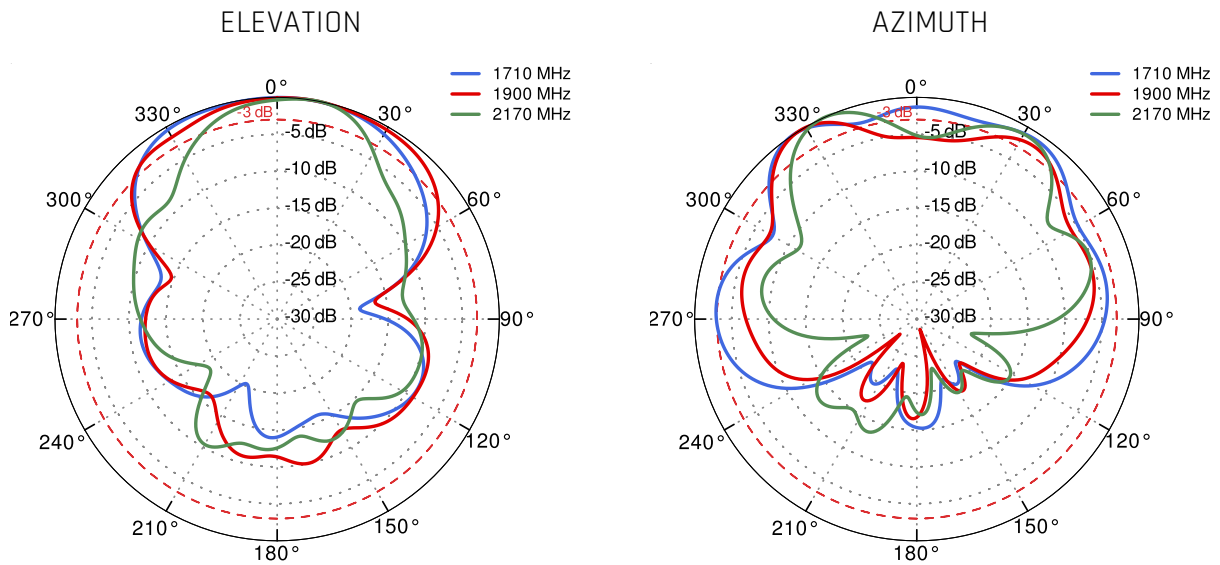 ELEVATION
1710 MHz
1900 MHz
2170 MHz
0°
-3 dB
330°
30°
-5 dB
-10 dB
300°
60°
-15 dB
-20 dB
-25 dB
270°
-30 dB
90°
240°
120°
210°
150°
180°
AZIMUTH
1710 MHz
1900 MHz
2170 MHz
0°
-3 dB
330°
30°
-5 dB
-10 dB
300°
60°
-15 dB
-20 dB
-25 dB
270°
-30 dB
90°
240°
120°
210°
150°
180°